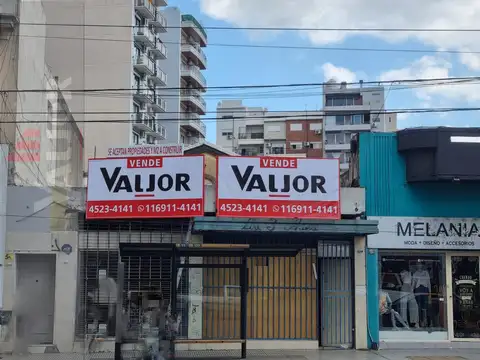 SE ACEPTAN PROPIEDADES Y M2 A CONSTRUIR
VENDE
VALJOR
4523-4141 116911-4141
VENDE
VALJOR
4523-4141 116911-4141
MELANIA
MODA • DISEÑO • ACCESORIOS